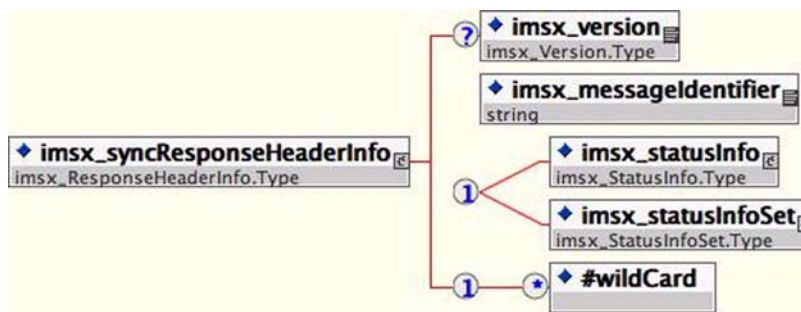 ?
imsx_version
imsx_Version.Type
imsx_messageIdentifier
string
imsx_syncResponseHeaderInfo
imsx_ResponseHeaderInfo.Type
1
imsx_statusInfo
imsx_StatusInfo.Type
imsx_statusInfoSet
imsx_StatusInfoSet.Type
1
*
#wildCard